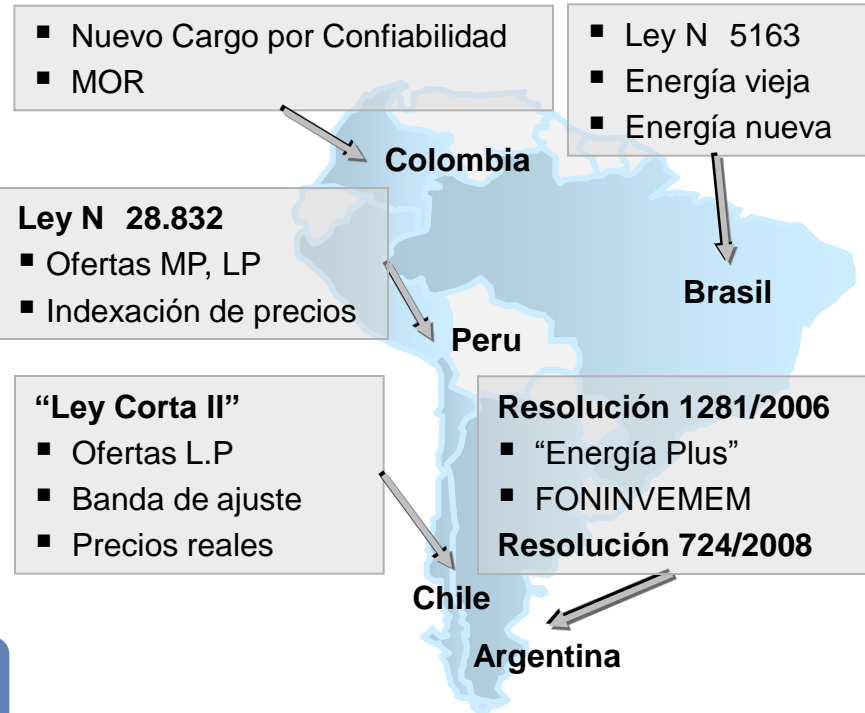 ▪ Nuevo Cargo por Confiabilidad
▪ MOR
▪ Ley N 5163
▪ Energía vieja
▪ Energía nueva
Colombia
Brasil
Ley N 28.832
▪ Ofertas MP, LP
▪ Indexación de precios
Peru
“Ley Corta II”
▪ Ofertas L.P
▪ Banda de ajuste
▪ Precios reales
Resolución 1281/2006
▪ “Energía Plus”
▪ FONINVEMEM
Resolución 724/2008
Chile
Argentina